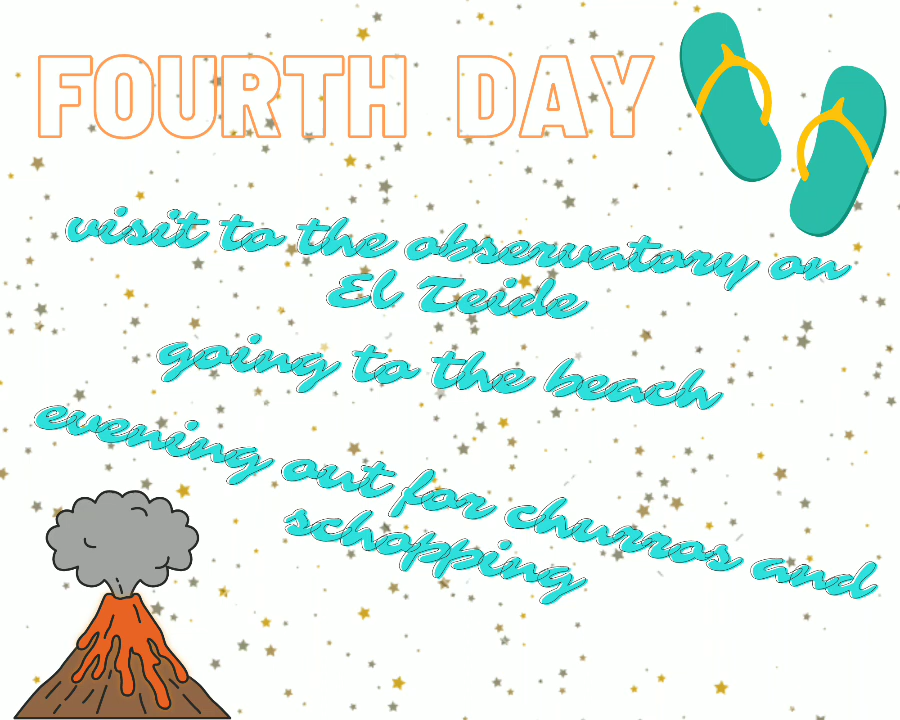 FOURTH DAY
visit to the observatory on
El Teide
going to the beach
evening out for churros and
schopping